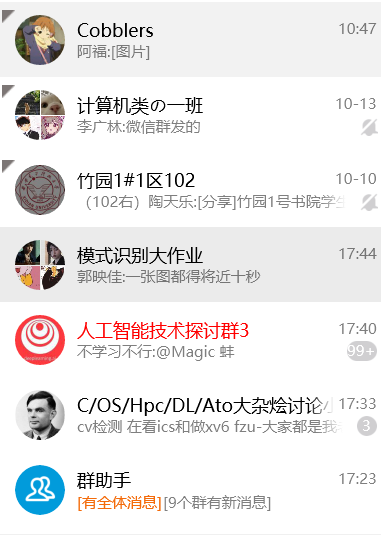 Cobblers 10:47
阿福:[图片]
计算机类の一班 10-13
李广林:微信群发的
竹园1#1区102 10-10
（102右）陶天乐:[分享]竹园1号书院学生
模式识别大作业 17:44
郭映佳:一张图都得将近十秒
人工智能技术探讨群3 17:40
不学习不行:@Magic 蚌 99+
C/OS/Hpc/DL/Ato大杂烩讨论小 17:33
cv检测 在看ics和做xv6 fzu-大家都是我 3
群助手 17:23
[有全体消息][9个群有新消息]